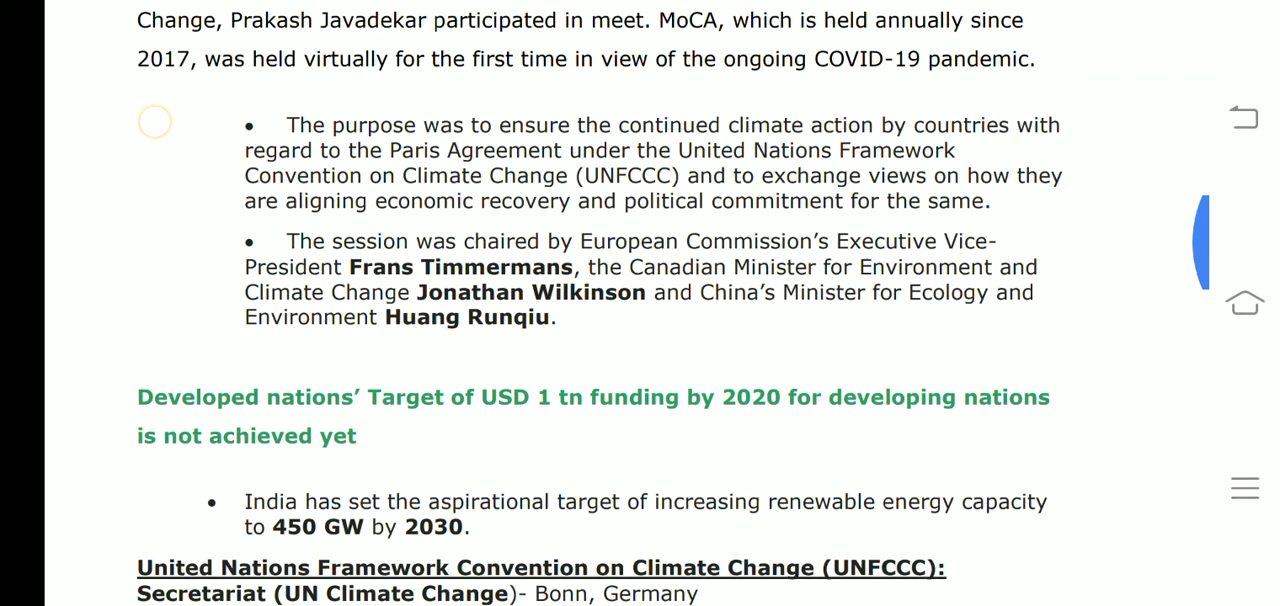 Change, Prakash Javadekar participated in meet. MoCA, which is held annually since
2017, was held virtually for the first time in view of the ongoing COVID-19 pandemic.
• The purpose was to ensure the continued climate action by countries with
regard to the Paris Agreement under the United Nations Framework
Convention on Climate Change (UNFCCC) and to exchange views on how they
are aligning economic recovery and political commitment for the same.
• The session was chaired by European Commission’s Executive Vice-
President Frans Timmermans, the Canadian Minister for Environment and
Climate Change Jonathan Wilkinson and China’s Minister for Ecology and
Environment Huang Runqiu.
Developed nations’ Target of USD 1 tn funding by 2020 for developing nations
is not achieved yet
• India has set the aspirational target of increasing renewable energy capacity
to 450 GW by 2030.
United Nations Framework Convention on Climate Change (UNFCCC):
Secretariat (UN Climate Change)- Bonn, Germany